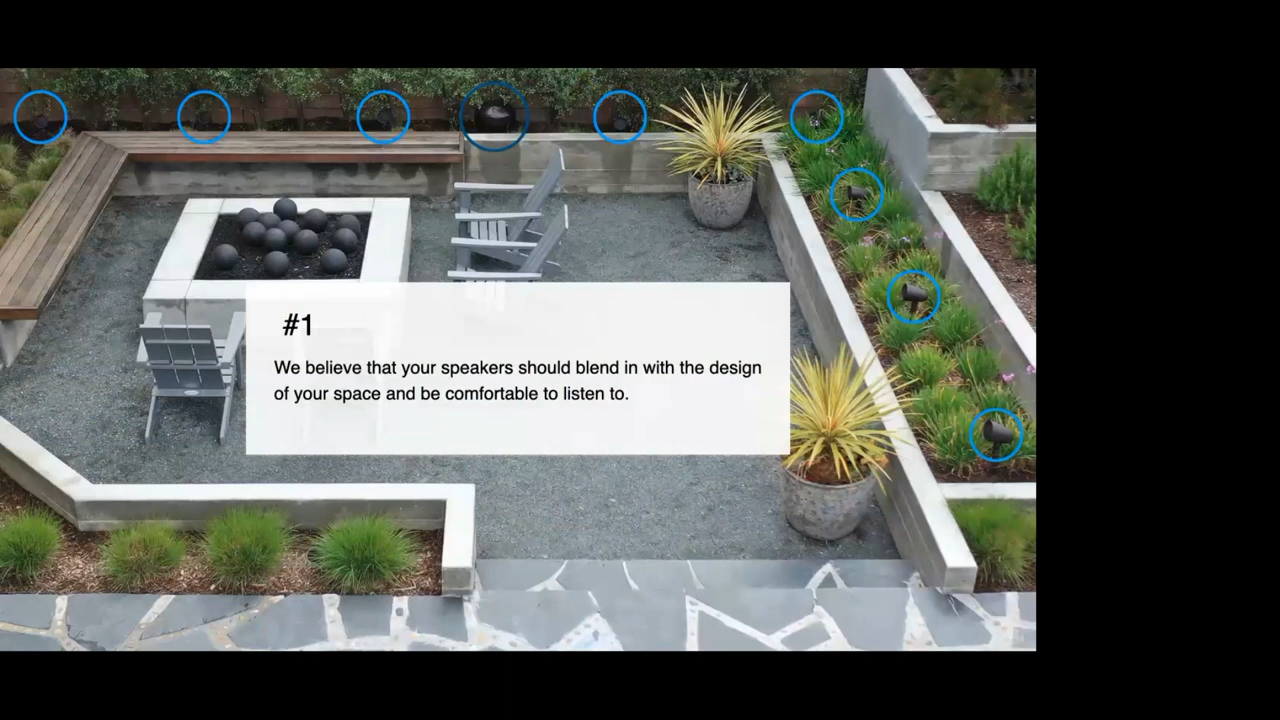 #1
We believe that your speakers should blend in with the design
of your space and be comfortable to listen to.